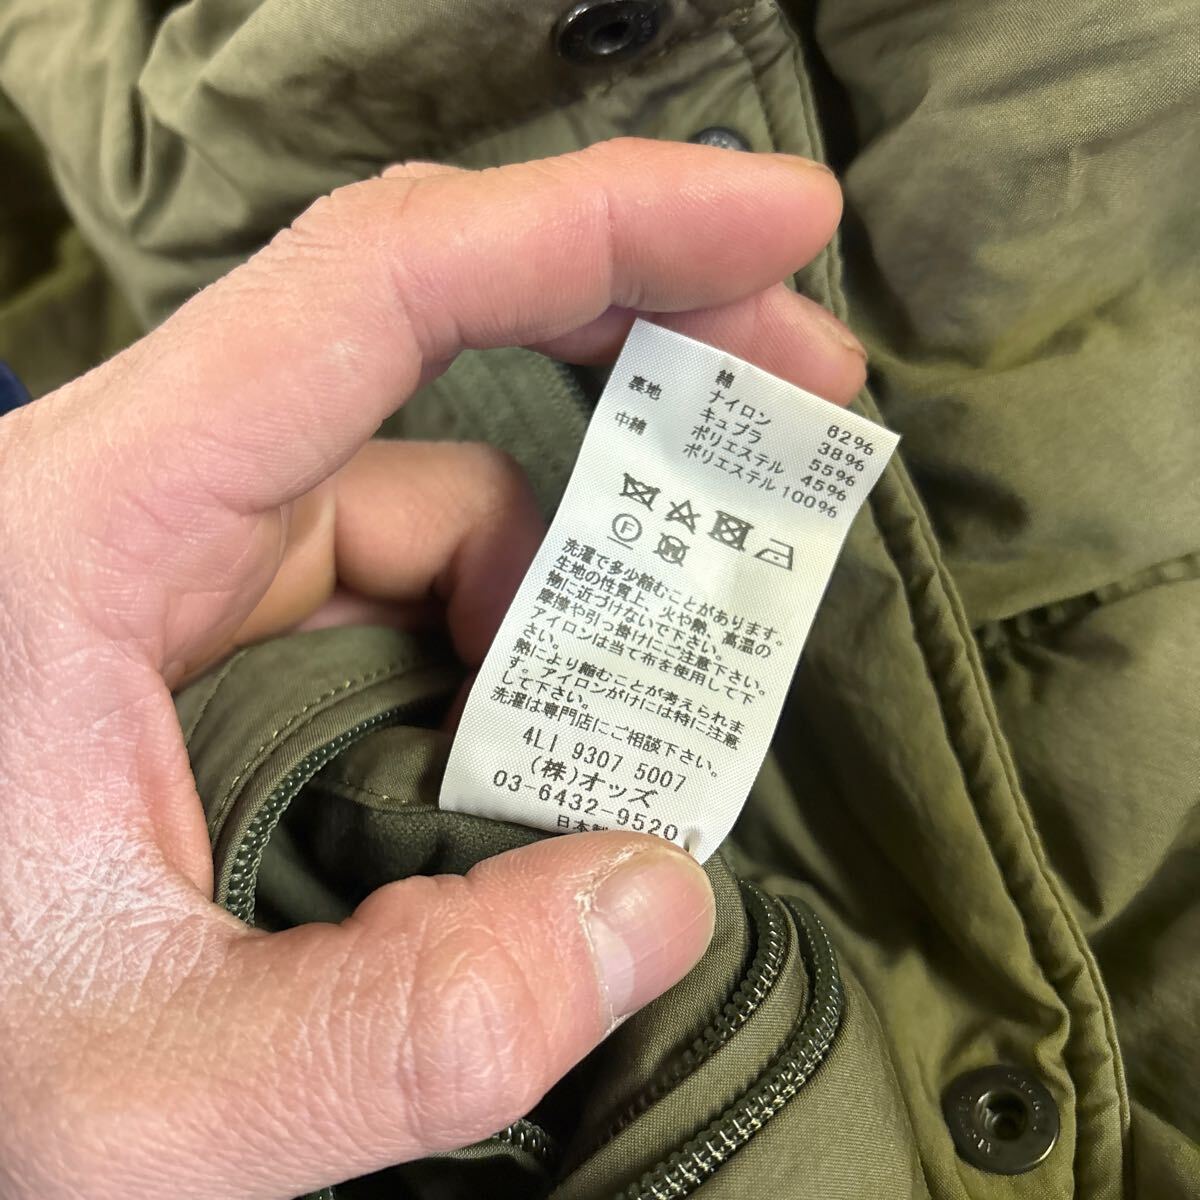 綿 62%
ナイロン 38%
裏地 キュプラ 55%
ポリエステル 45%
中綿 ポリエステル 100%
F
W
洗濯で多少縮むことがあります。
生地の性質上、火や熱、高温の
物に近づけないで下さい。
摩擦や引っ掛けにご注意下さい。
アイロンは当て布を使用して下
さい。
熱により縮むことが考えられま
す。アイロンがけには特に注意
して下さい。
洗濯は専門店にご相談下さい。
4LI 9307 5007
(株)オッズ
03-6432-9520
日本製